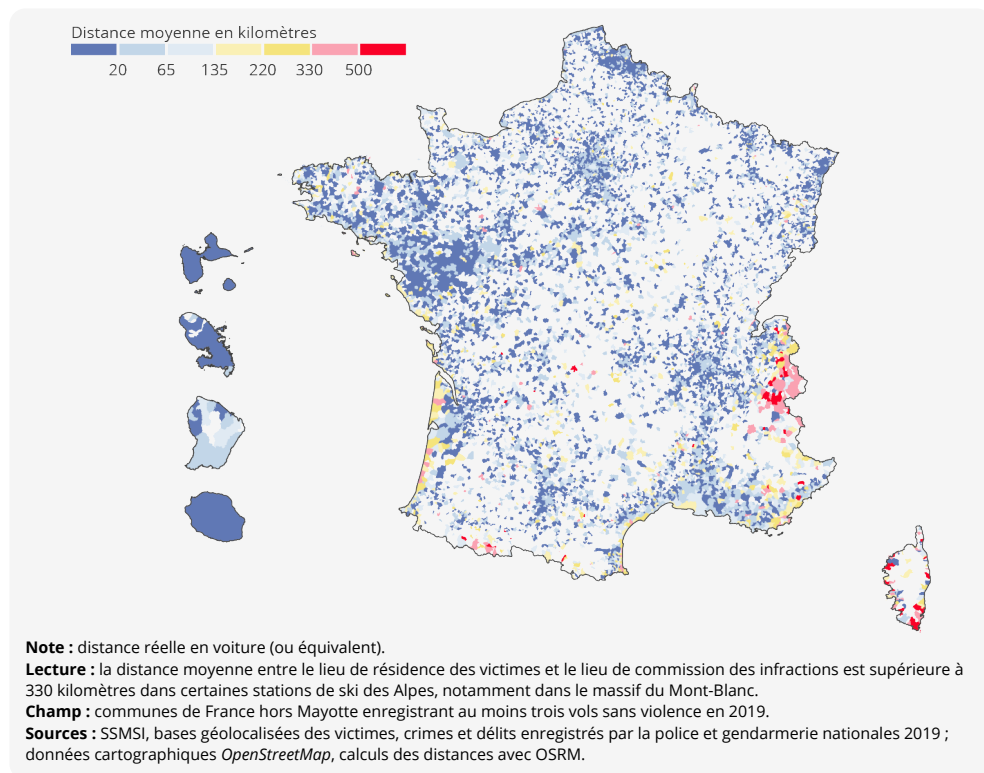 Distance moyenne en kilomètres
20 65 135 220 330 500
Note : distance réelle en voiture (ou équivalent).
Lecture : la distance moyenne entre le lieu de résidence des victimes et le lieu de commission des infractions est supérieure à
330 kilomètres dans certaines stations de ski des Alpes, notamment dans le massif du Mont-Blanc.
Champ : communes de France hors Mayotte enregistrant au moins trois vols sans violence en 2019.
Sources : SSMSI, bases géolocalisées des victimes, crimes et délits enregistrés par la police et gendarmerie nationales 2019 ;
données cartographiques OpenStreetMap, calculs des distances avec OSRM.